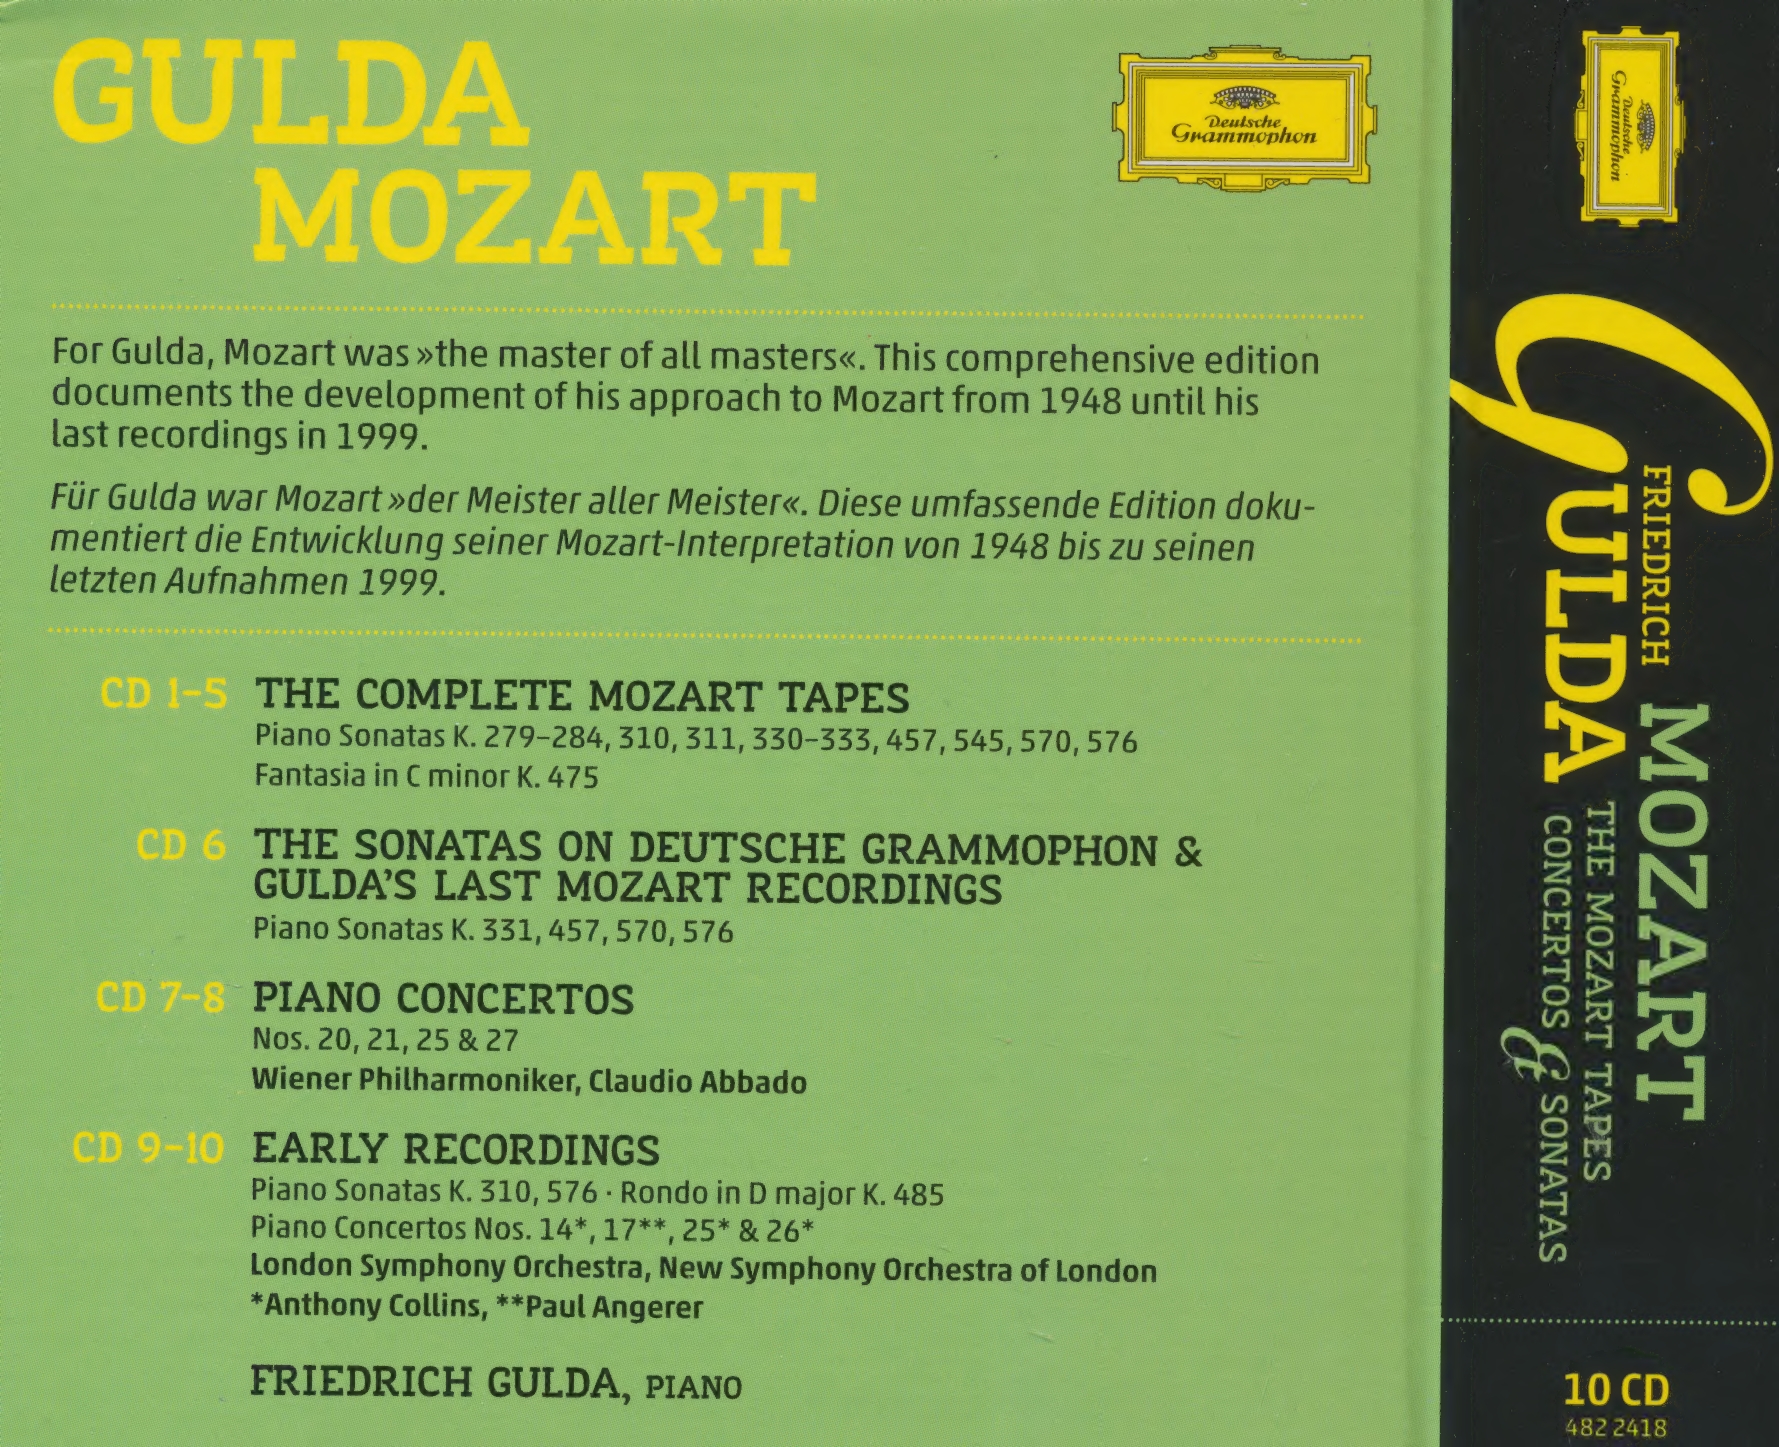 GULDA
MOZART
Deutsche
Grammophon
For Gulda, Mozart was »the master of all masters«. This comprehensive edition
documents the development of his approach to Mozart from 1948 until his
last recordings in 1999.
Für Gulda war Mozart »der Meister aller Meister«. Diese umfassende Edition doku-
mentiert die Entwicklung seiner Mozart-Interpretation von 1948 bis zu seinen
letzten Aufnahmen 1999.
CD 1–5 THE COMPLETE MOZART TAPES
Piano Sonatas K. 279–284, 310, 311, 330–333, 457, 545, 570, 576
Fantasia in C minor K. 475
CD 6 THE SONATAS ON DEUTSCHE GRAMMOPHON &
GULDA'S LAST MOZART RECORDINGS
Piano Sonatas K. 331, 457, 570, 576
CD 7–8 PIANO CONCERTOS
Nos. 20, 21, 25 & 27
Wiener Philharmoniker, Claudio Abbado
CD 9–10 EARLY RECORDINGS
Piano Sonatas K. 310, 576 · Rondo in D major K. 485
Piano Concertos Nos. 14*, 17**, 25* & 26*
London Symphony Orchestra, New Symphony Orchestra of London
*Anthony Collins, **Paul Angerer
FRIEDRICH GULDA, PIANO
Deutsche
Grammophon
FRIEDRICH
GULDA
MOZART
THE MOZART TAPES
CONCERTOS & SONATAS
10 CD
482 2418